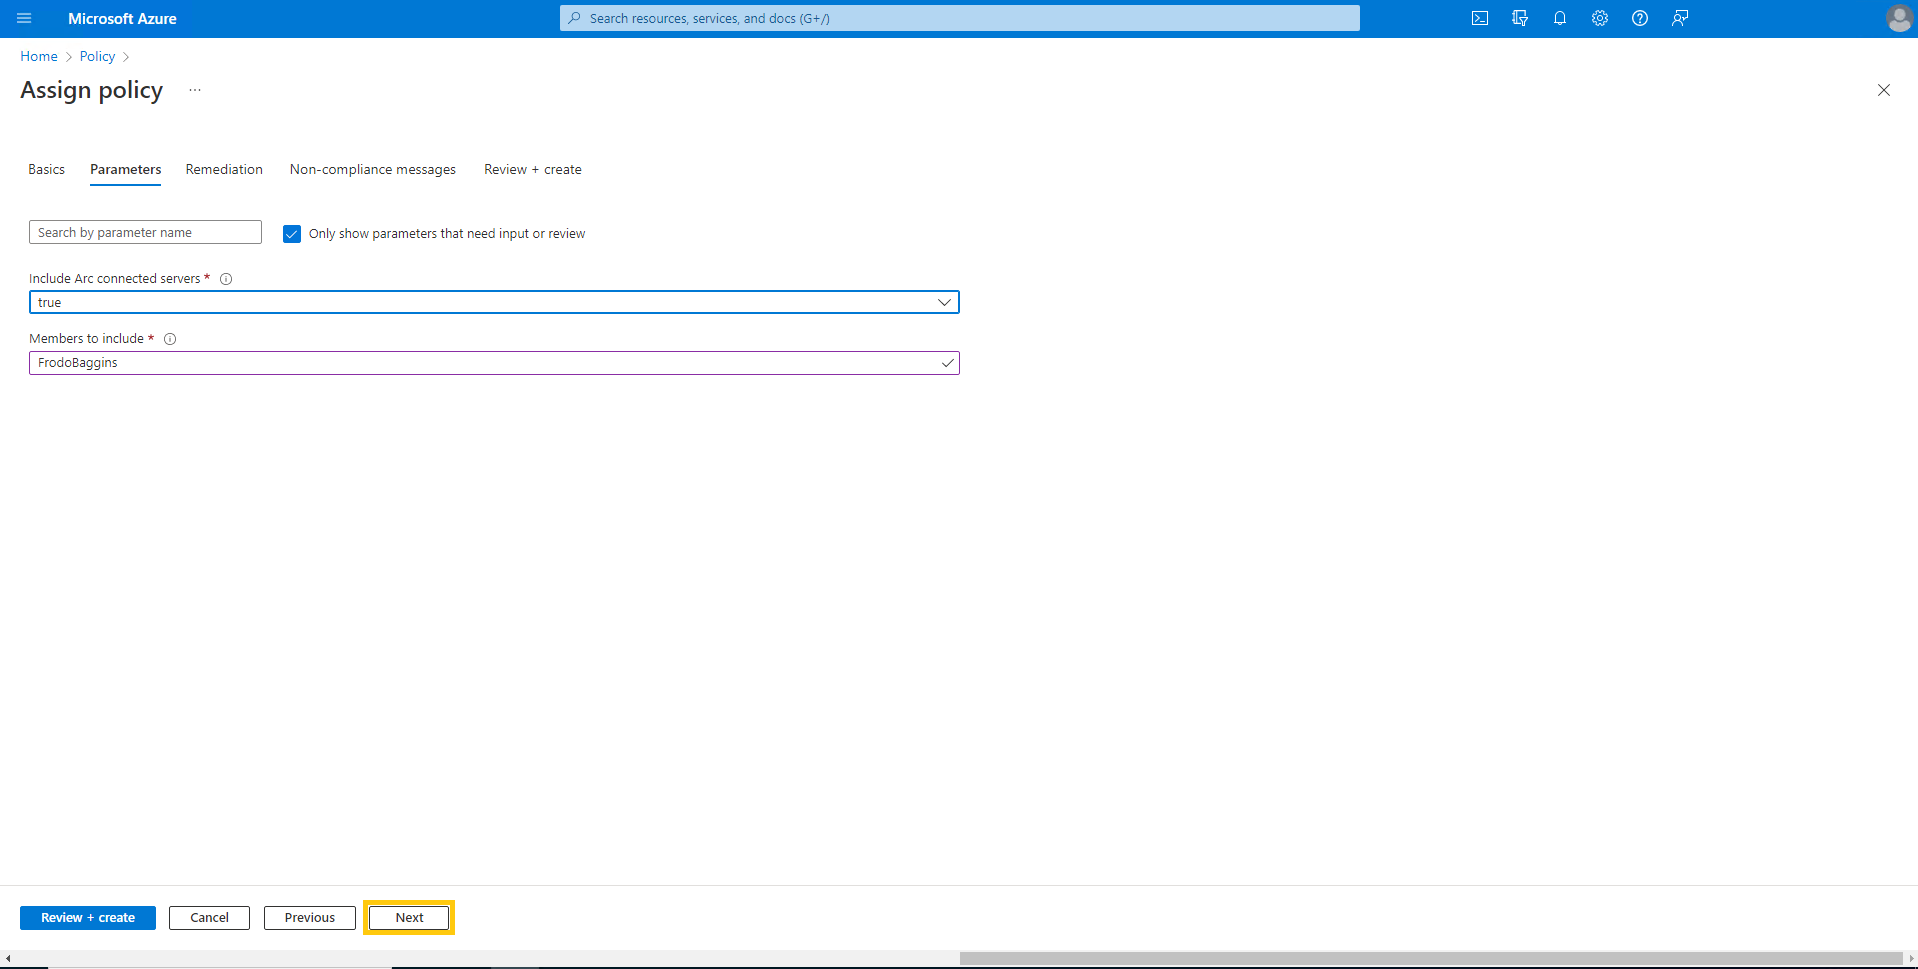 Microsoft Azure
Search resources, services, and docs (G+/)
Home > Policy >
Assign policy ...
Basics Parameters Remediation Non-compliance messages Review + create
Search by parameter name Only show parameters that need input or review
Include Arc connected servers *
true
Members to include *
FrodoBaggins
Review + create Cancel Previous Next